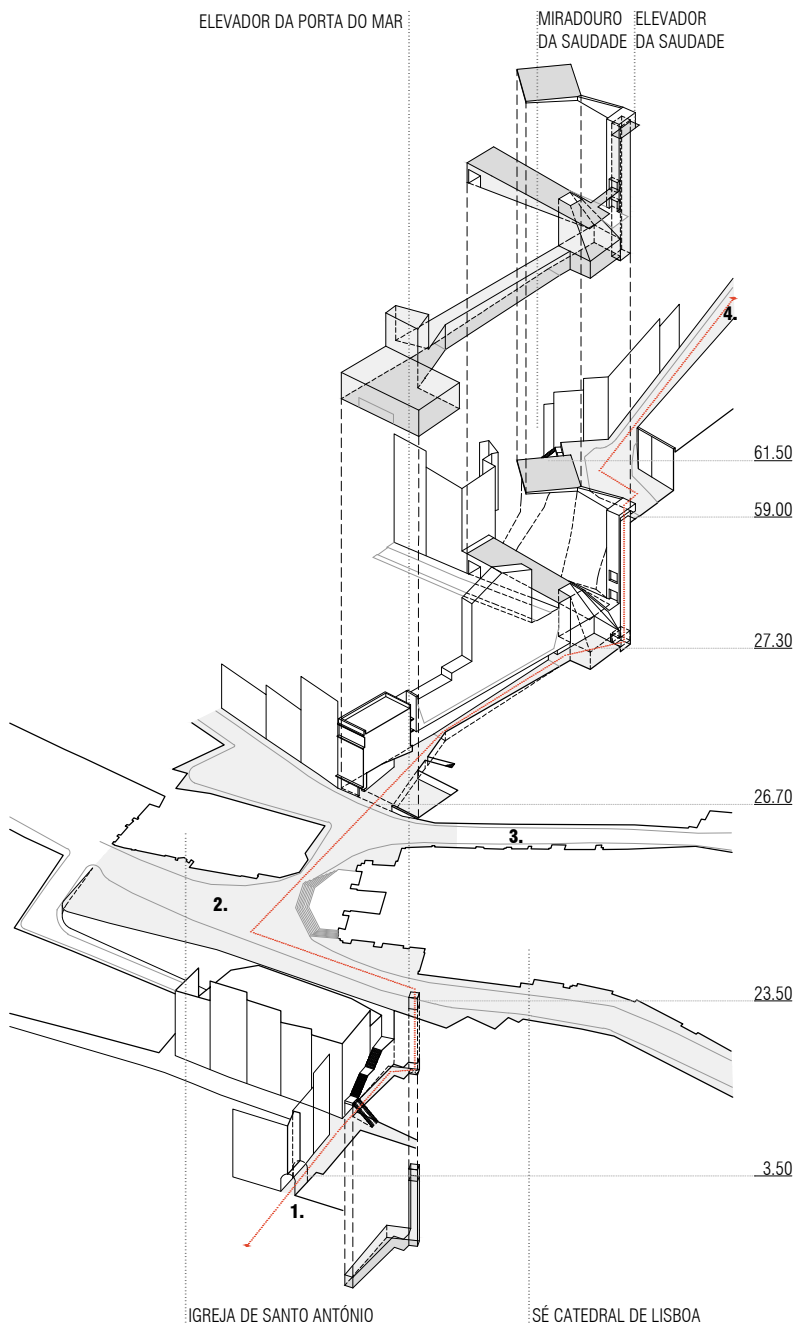 ELEVADOR DA PORTA DO MAR
MIRADOURO
DA SAUDADE
ELEVADOR
DA SAUDADE
4.
61.50
59.00
27.30
26.70
3.
2.
23.50
3.50
1.
IGREJA DE SANTO ANTÓNIO
SÉ CATEDRAL DE LISBOA